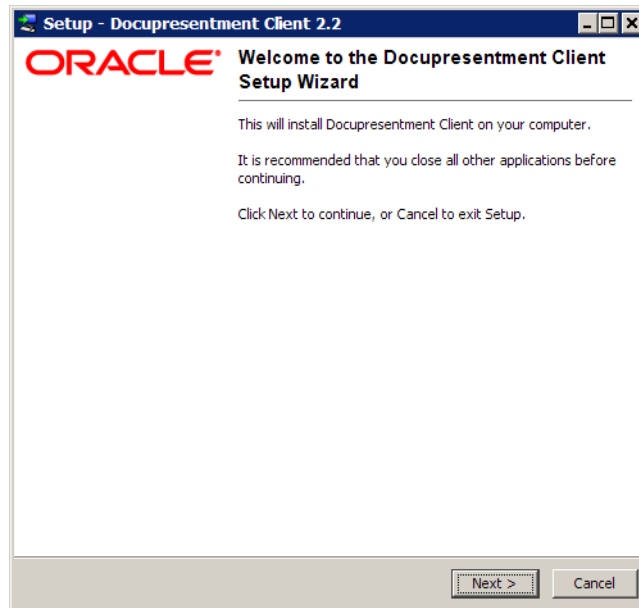 Setup - Docupresentment Client 2.2
ORACLE
Welcome to the Docupresentment Client
Setup Wizard
This will install Docupresentment Client on your computer.
It is recommended that you close all other applications before
continuing.
Click Next to continue, or Cancel to exit Setup.
Next >
Cancel